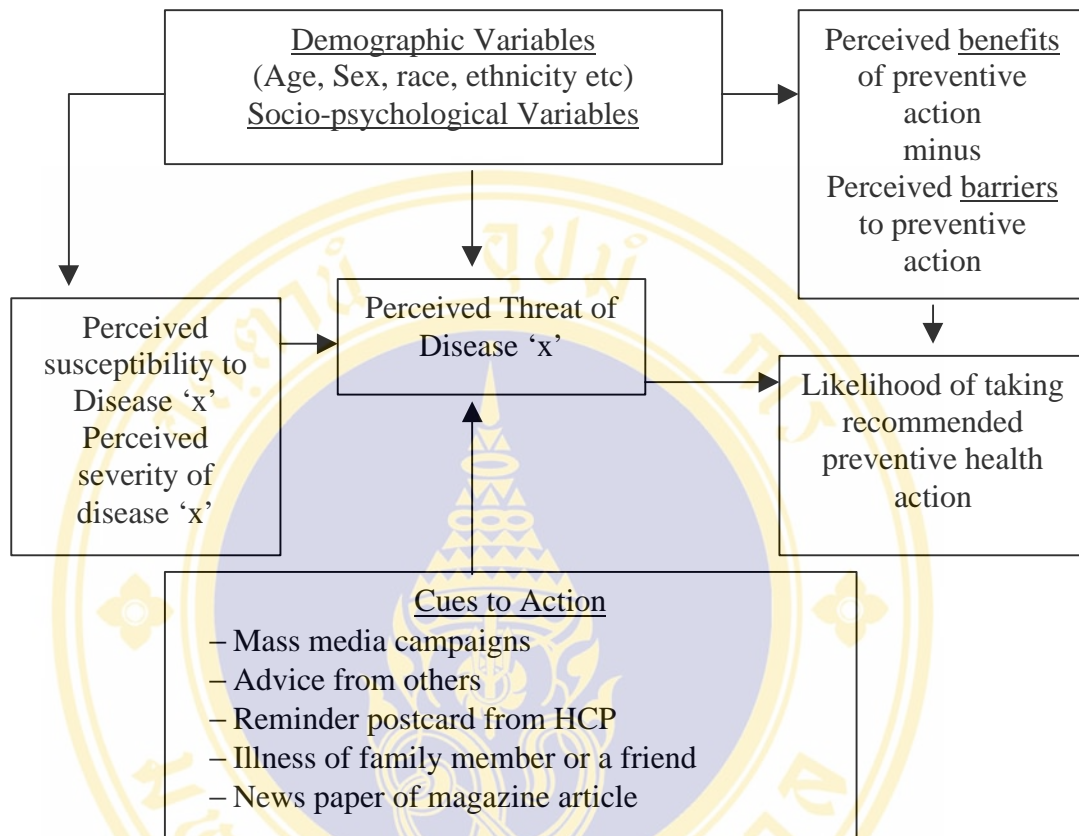 Demographic Variables
(Age, Sex, race, ethnicity etc)
Socio-psychological Variables
Perceived benefits
of preventive
action
minus
Perceived barriers
to preventive
action
Perceived
susceptibility to
Disease ‘x’
Perceived
severity of
disease ‘x’
Perceived Threat of
Disease ‘x’
Likelihood of taking
recommended
preventive health
action
Cues to Action
– Mass media campaigns
– Advice from others
– Reminder postcard from HCP
– Illness of family member or a friend
– News paper of magazine article